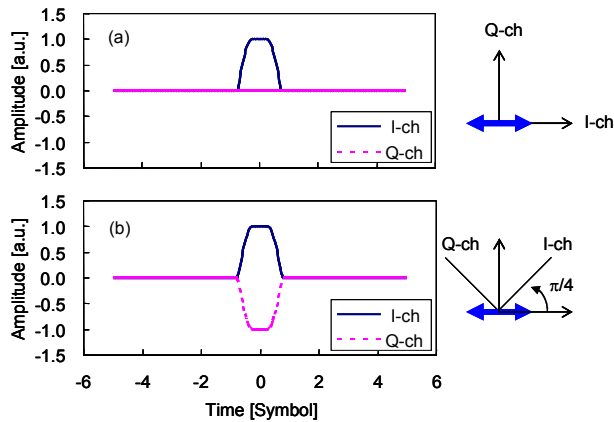 Amplitude [a.u.]
1.5
1.0
0.5
0.0
-0.5
-1.0
-1.5
(a)
I-ch
Q-ch
Q-ch
I-ch
Amplitude [a.u.]
1.5
1.0
0.5
0.0
-0.5
-1.0
-1.5
(b)
I-ch
Q-ch
-6
-4
-2
0
2
4
6
Time [Symbol]
Q-ch
I-ch
π/4